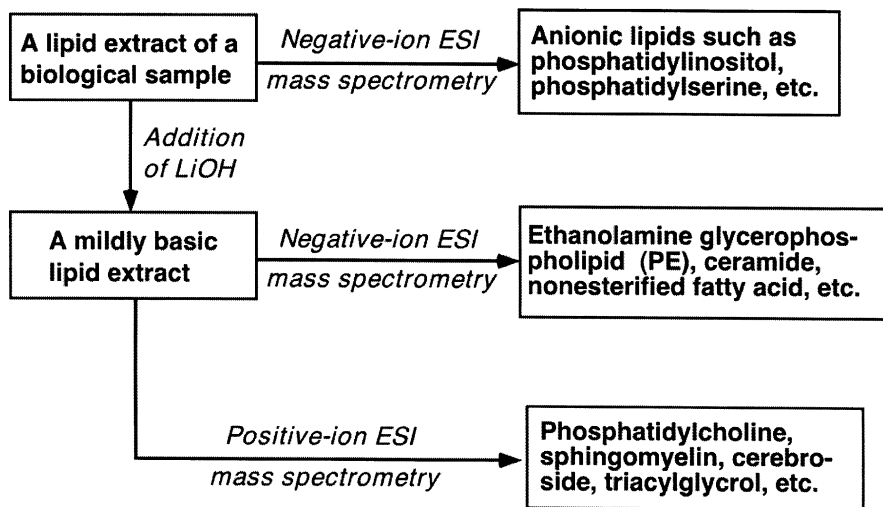 A lipid extract of a
biological sample
Negative-ion ESI
mass spectrometry
Anionic lipids such as
phosphatidylinositol,
phosphatidylserine, etc.
Addition
of LiOH
A mildly basic
lipid extract
Negative-ion ESI
mass spectrometry
Ethanolamine glycerophos-
pholipid (PE), ceramide,
nonesterified fatty acid, etc.
Positive-ion ESI
mass spectrometry
Phosphatidylcholine,
sphingomyelin, cerebro-
side, triacylglycrol, etc.